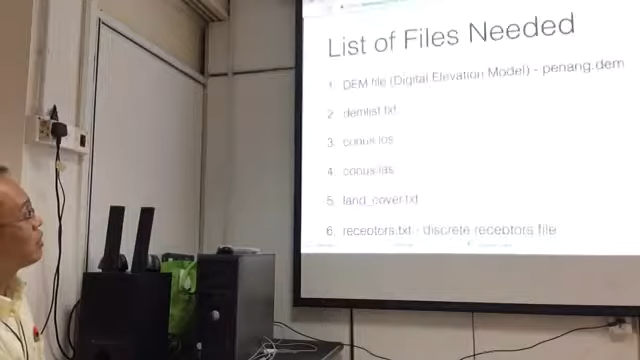 List of Files Needed
1. DEM file (Digital Elevation Model) - penang.dem
2. demlist.txt
3. conus.los
4. conus.las
5. land_cover.txt
6. receptors.txt - discrete receptors file